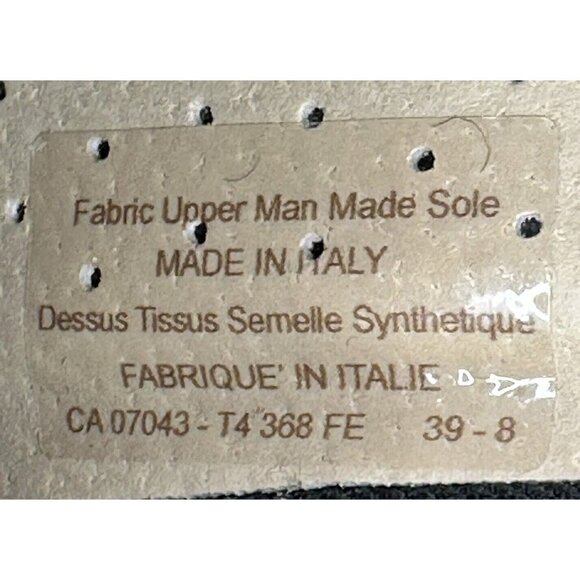 Fabric Upper Man Made Sole
MADE IN ITALY
Dessus Tissus Semelle Synthetique
FABRIQUE' IN ITALIE
CA 07043 - T4 368 FE 39 - 8